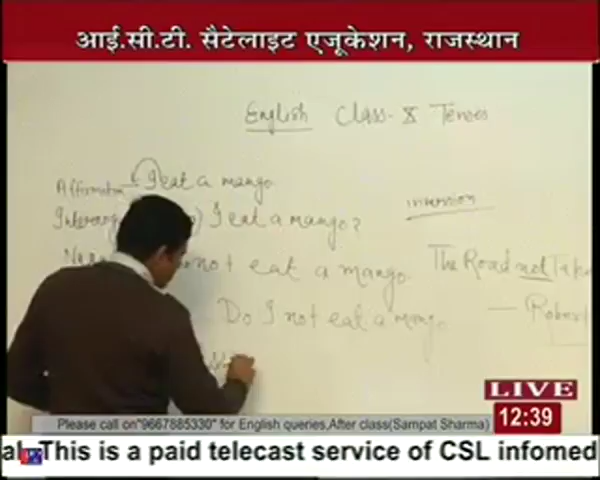 आई.सी.टी. सैटेलाइट एजूकेशन, राजस्थान
English Class-X Tenses
I eat a mango.
inversion
I eat a mango?
not eat a mango.
The Road not Take
Do I not eat a mango
— Robert
LIVE
12:39
Please call on"9667885330" for English queries,After class(Sampat Sharma)
This is a paid telecast service of CSL infomed